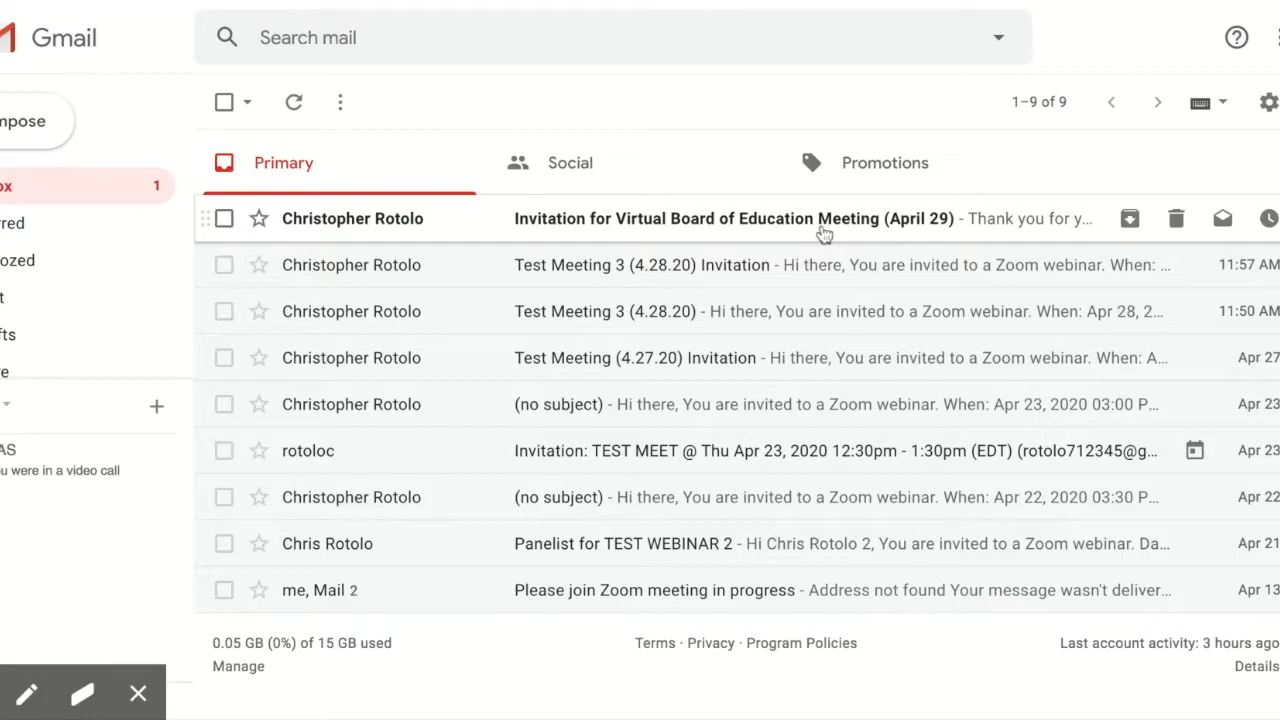 Gmail
Search mail
mpose
1–9 of 9
ox 1
Primary
Social
Promotions
rred
ozed
t
fts
e
Christopher Rotolo Invitation for Virtual Board of Education Meeting (April 29) - Thank you for y...
Christopher Rotolo Test Meeting 3 (4.28.20) Invitation - Hi there, You are invited to a Zoom webinar. When: ... 11:57 AM
Christopher Rotolo Test Meeting 3 (4.28.20) - Hi there, You are invited to a Zoom webinar. When: Apr 28, 2... 11:50 AM
Christopher Rotolo Test Meeting (4.27.20) Invitation - Hi there, You are invited to a Zoom webinar. When: A... Apr 27
Christopher Rotolo (no subject) - Hi there, You are invited to a Zoom webinar. When: Apr 23, 2020 03:00 P... Apr 23
AS
u were in a video call
rotoloc Invitation: TEST MEET @ Thu Apr 23, 2020 12:30pm - 1:30pm (EDT) (rotolo712345@g... Apr 23
Christopher Rotolo (no subject) - Hi there, You are invited to a Zoom webinar. When: Apr 22, 2020 03:30 P... Apr 22
Chris Rotolo Panelist for TEST WEBINAR 2 - Hi Chris Rotolo 2, You are invited to a Zoom webinar. Da... Apr 21
me, Mail 2 Please join Zoom meeting in progress - Address not found Your message wasn't deliver... Apr 13
0.05 GB (0%) of 15 GB used
Manage
Terms · Privacy · Program Policies
Last account activity: 3 hours ago
Details